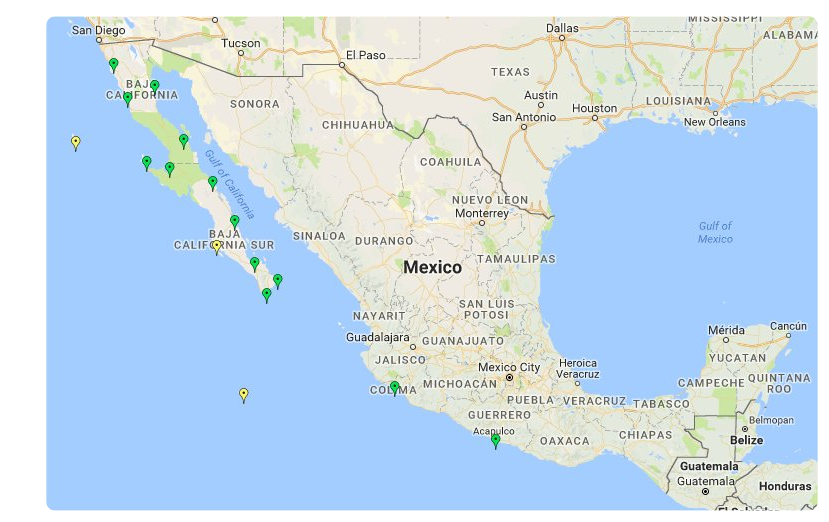 San Diego
Tucson
El Paso
Dallas
MISSISSIPPI
ALABAMA
BAJA
CALIFORNIA
SONORA
CHIHUAHUA
TEXAS
Austin
San Antonio
Houston
LOUISIANA
New Orleans
COAHUILA
Gulf of California
NUEVO LEON
Monterrey
BAJA
CALIFORNIA SUR
SINALOA
DURANGO
Mexico
TAMAULIPAS
Gulf of
Mexico
NAYARIT
SAN LUIS
POTOSI
Guadalajara
GUANAJUATO
JALISCO
Mexico City
Heroica
Veracruz
COLIMA
MICHOACÁN
PUEBLA
VERACRUZ
TABASCO
GUERRERO
Acapulco
OAXACA
CHIAPAS
Mérida
Cancún
YUCATAN
CAMPECHE
QUINTANA
ROO
Belmopan
Belize
Guatemala
Guatemala
Honduras